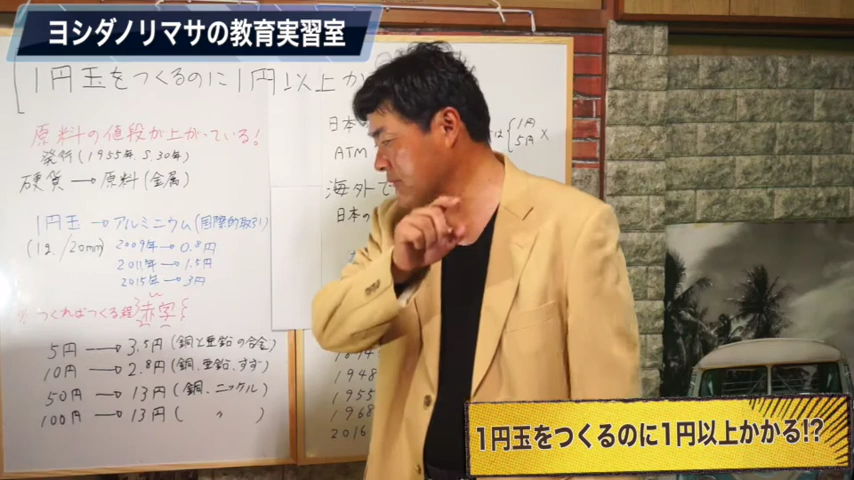 ヨシダノリマサの教育実習室
1円玉をつくるのに1円以上か
原料の値段が上がっている!
発行(1955年、S.30年)
硬貨→原料(金属)
1円玉→アルミニウム(国際的取引)
(1g./20mm)
2009年→0.8円
2011年→1.5円
2015年→3円
つくればつくる程赤字
5円→3.5円(銅と亜鉛の合金)
10円→2.8円(銅、亜鉛、すず)
50円→13円(銅、ニッケル)
100円→13円( 〃 )
日本
は{1円 ×
5円
ATM
海外で
日本の
1948
1955
1968
2016
1円玉をつくるのに1円以上かかる!?